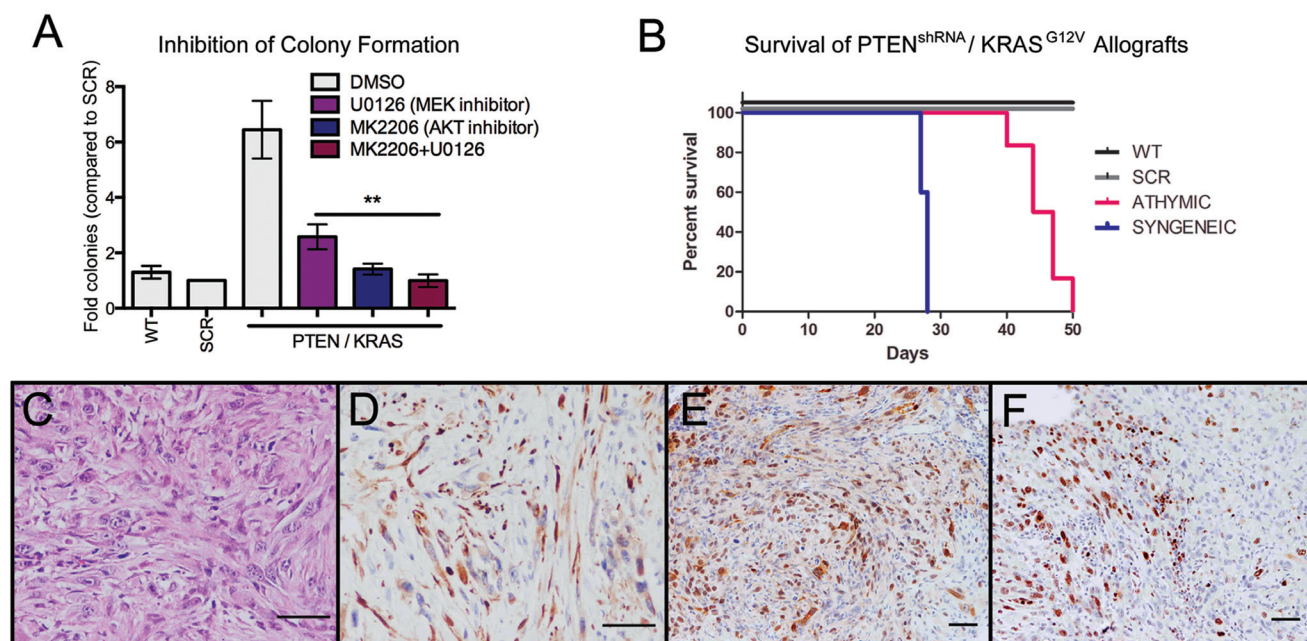 A
Inhibition of Colony Formation
Fold colonies (compared to SCR)
8
6
4
2
0
DMSO
U0126 (MEK inhibitor)
MK2206 (AKT inhibitor)
MK2206+U0126
**
WT
SCR
PTEN / KRAS
B
Survival of PTENshRNA / KRAS G12V Allografts
Percent survival
100
80
60
40
20
0
0
10
20
30
40
50
Days
WT
SCR
ATHYMIC
SYNGENEIC
C
D
E
F